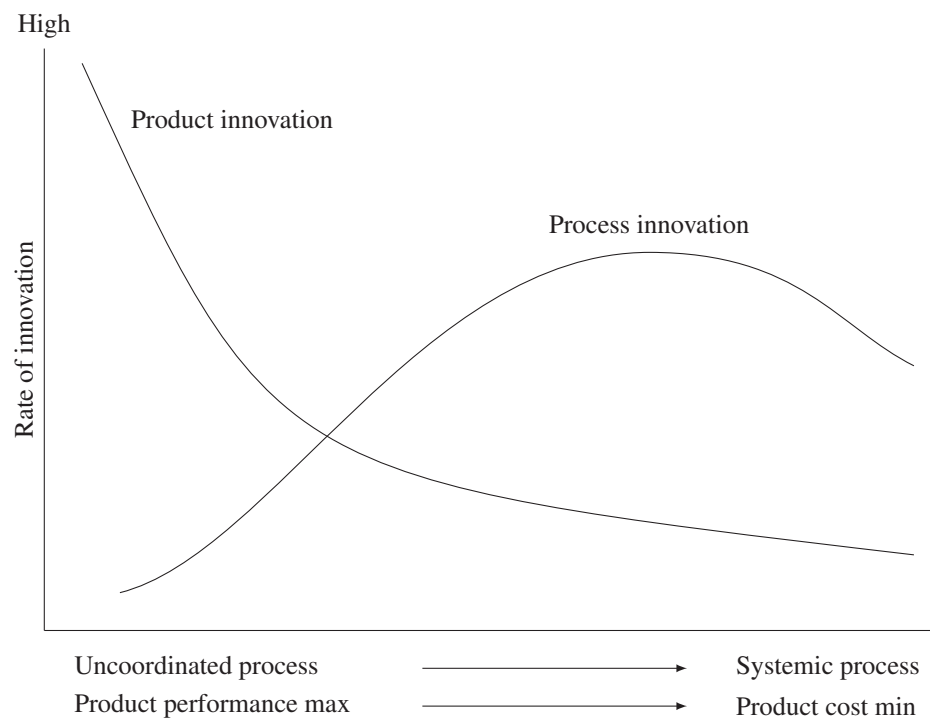 High
Product innovation
Process innovation
Rate of innovation
Uncoordinated process Systemic process
Product performance max Product cost min